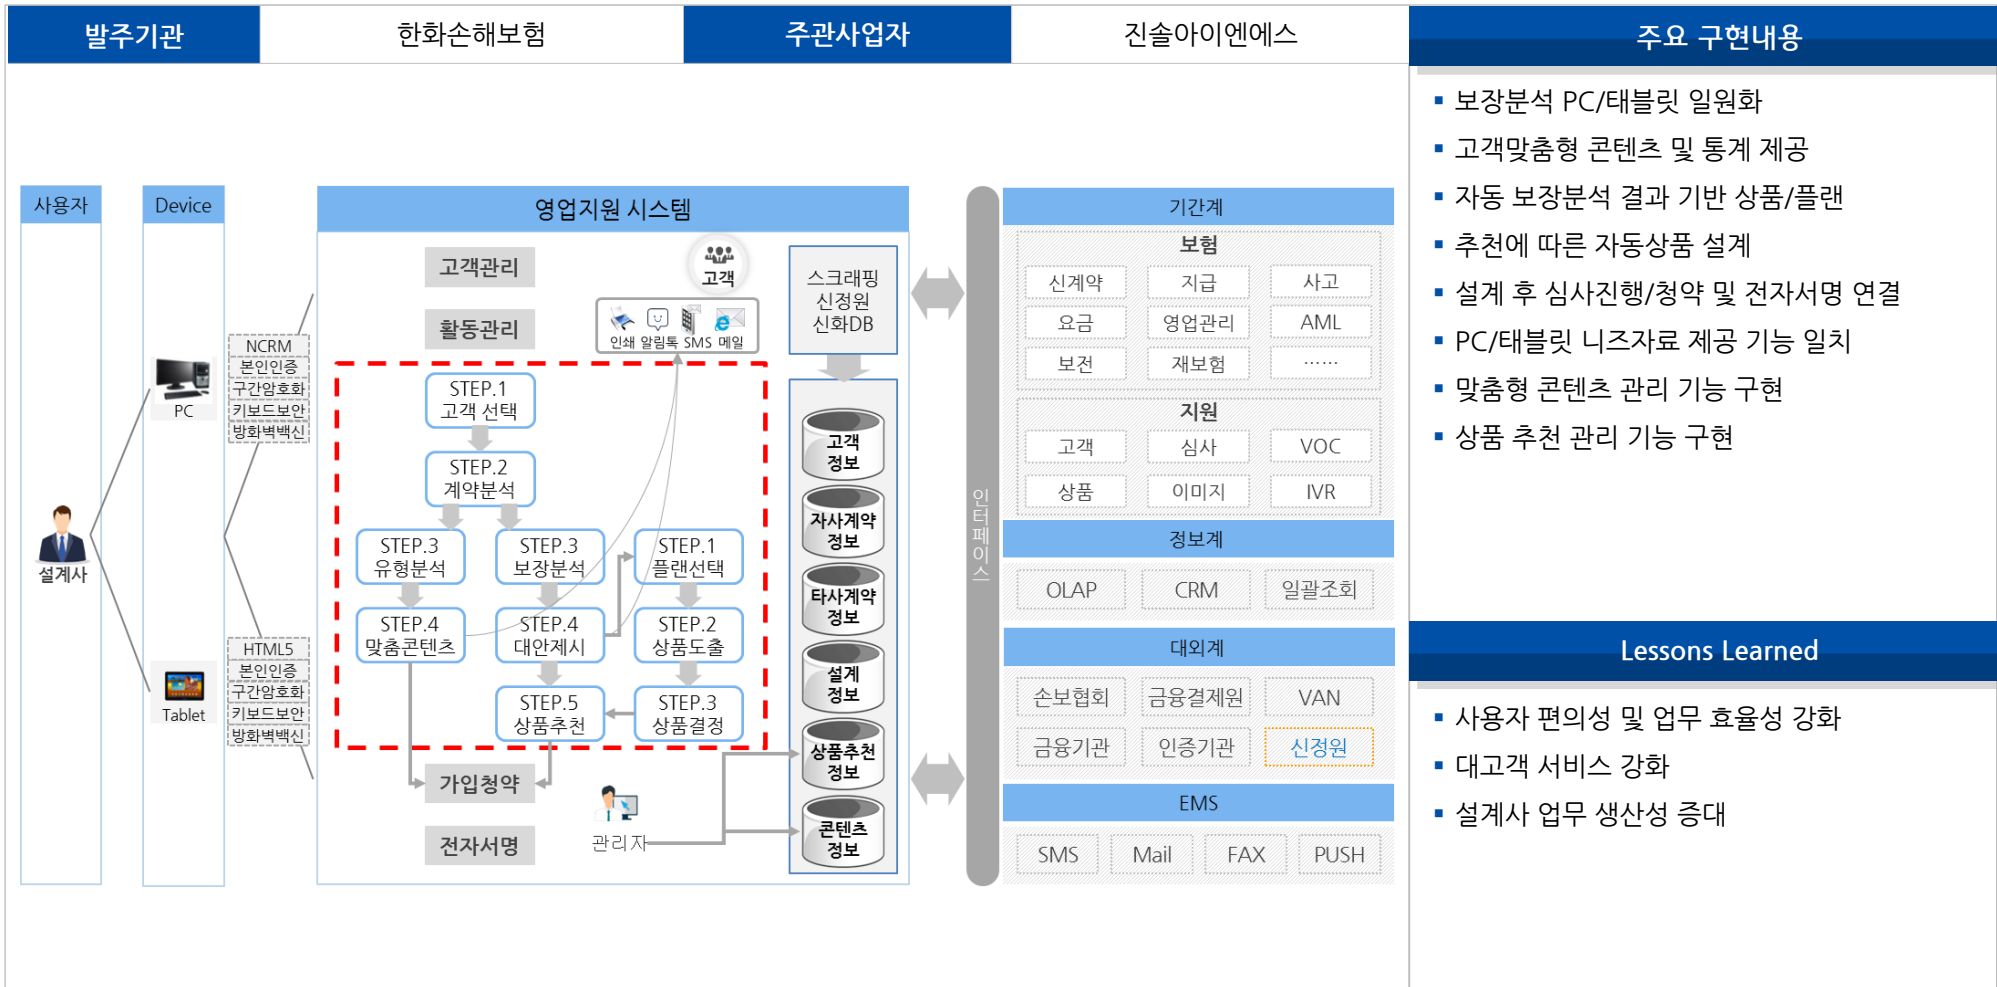 발주기관
한화손해보험
주관사업자
진솔아이엔에스
주요 구현내용
▪ 보장분석 PC/태블릿 일원화
▪ 고객맞춤형 콘텐츠 및 통계 제공
▪ 자동 보장분석 결과 기반 상품/플랜
▪ 추천에 따른 자동상품 설계
▪ 설계 후 심사진행/청약 및 전자서명 연결
▪ PC/태블릿 니즈자료 제공 기능 일치
▪ 맞춤형 콘텐츠 관리 기능 구현
▪ 상품 추천 관리 기능 구현
사용자
설계사
Device
PC
Tablet
NCRM
본인인증
구간암호화
키보드보안
방화벽백신
HTML5
본인인증
구간암호화
키보드보안
방화벽백신
영업지원 시스템
고객관리
활동관리
고객
인쇄 알림톡 SMS 메일
STEP.1
고객 선택
STEP.2
계약분석
STEP.3
유형분석
STEP.3
보장분석
STEP.1
플랜선택
STEP.4
맞춤콘텐츠
STEP.4
대안제시
STEP.2
상품도출
STEP.5
상품추천
STEP.3
상품결정
가입청약
전자서명
관리자
스크래핑
신정원
신화DB
고객
정보
자사계약
정보
타사계약
정보
설계
정보
상품추천
정보
콘텐츠
정보
인터페이스
기간계
보험
신계약 지급 사고
요금 영업관리 AML
보전 재보험 ……
지원
고객 심사 VOC
상품 이미지 IVR
정보계
OLAP CRM 일괄조회
대외계
손보협회 금융결제원 VAN
금융기관 인증기관 신정원
EMS
SMS Mail FAX PUSH
Lessons Learned
▪ 사용자 편의성 및 업무 효율성 강화
▪ 대고객 서비스 강화
▪ 설계사 업무 생산성 증대